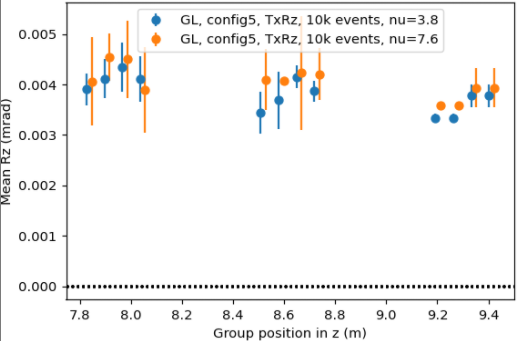 GL, config5, TxRz, 10k events, nu=3.8
GL, config5, TxRz, 10k events, nu=7.6
Mean Rz (mrad)
0.005
0.004
0.003
0.002
0.001
0.000
7.8 8.0 8.2 8.4 8.6 8.8 9.0 9.2 9.4
Group position in z (m)